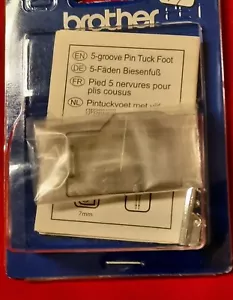 brother
EN 5-groove Pin Tuck Foot
DE 5-Fäden Biesenfuß
FR Pied 5 nervures pour
plis cousus
NL Pintuckvoet met vijf
7mm